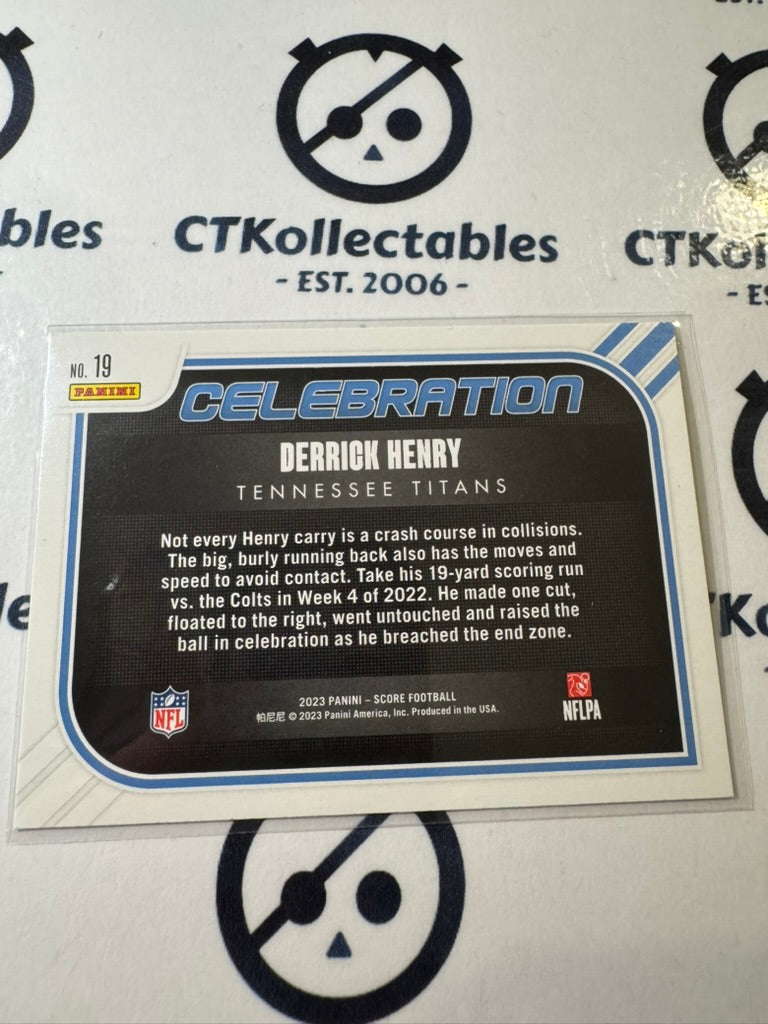 bles
CTKollectables
CTKol
- EST. 2006 -
- ES
NO. 19
PANINI
CELEBRATION
DERRICK HENRY
TENNESSEE TITANS
Not every Henry carry is a crash course in collisions.
The big, burly running back also has the moves and
speed to avoid contact. Take his 19-yard scoring run
vs. the Colts in Week 4 of 2022. He made one cut,
floated to the right, went untouched and raised the
ball in celebration as he breached the end zone.
2023 PANINI – SCORE FOOTBALL
帕尼尼 © 2023 Panini America, Inc. Produced in the USA.
NFL
NFLPA